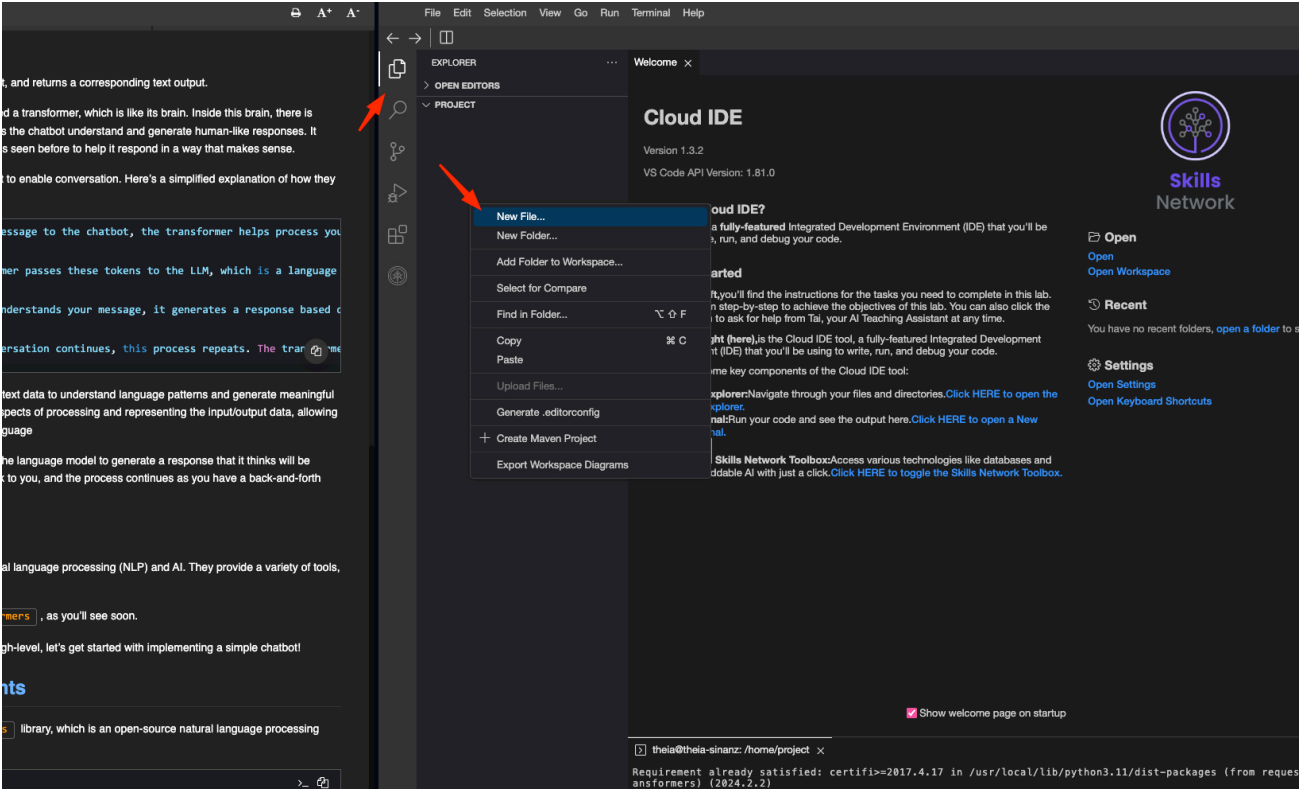 A+ A-
t, and returns a corresponding text output.
d a transformer, which is like its brain. Inside this brain, there is
s the chatbot understand and generate human-like responses. It
s seen before to help it respond in a way that makes sense.
t to enable conversation. Here's a simplified explanation of how they
essage to the chatbot, the transformer helps process you
mer passes these tokens to the LLM, which is a language
nderstands your message, it generates a response based o
ersation continues, this process repeats. The tran rme
text data to understand language patterns and generate meaningful
spects of processing and representing the input/output data, allowing
guage
he language model to generate a response that it thinks will be
k to you, and the process continues as you have a back-and-forth
al language processing (NLP) and AI. They provide a variety of tools,
rmers , as you'll see soon.
gh-level, let's get started with implementing a simple chatbot!
nts
s library, which is an open-source natural language processing
File Edit Selection View Go Run Terminal Help
EXPLORER ...
OPEN EDITORS
PROJECT
New File...
New Folder...
Add Folder to Workspace...
Select for Compare
Find in Folder... ⌥⇧F
Copy ⌘C
Paste
Upload Files...
Generate .editorconfig
Create Maven Project
Export Workspace Diagrams
Welcome
Cloud IDE
Version 1.3.2
VS Code API Version: 1.81.0
Skills
Network
oud IDE?
a fully-featured Integrated Development Environment (IDE) that you'll be
, run, and debug your code.
arted
ft,you'll find the instructions for the tasks you need to complete in this lab.
n step-by-step to achieve the objectives of this lab. You can also click the
to ask for help from Tai, your AI Teaching Assistant at any time.
ght (here),is the Cloud IDE tool, a fully-featured Integrated Development
nt (IDE) that you'll be using to write, run, and debug your code.
me key components of the Cloud IDE tool:
xplorer:Navigate through your files and directories.Click HERE to open the
xplorer.
nal:Run your code and see the output here.Click HERE to open a New
nal.
Skills Network Toolbox:Access various technologies like databases and
ddable AI with just a click.Click HERE to toggle the Skills Network Toolbox.
Open
Open
Open Workspace
Recent
You have no recent folders, open a folder to s
Settings
Open Settings
Open Keyboard Shortcuts
Show welcome page on startup
theia@theia-sinanz: /home/project
Requirement already satisfied: certifi>=2017.4.17 in /usr/local/lib/python3.11/dist-packages (from reques
ansformers) (2024.2.2)